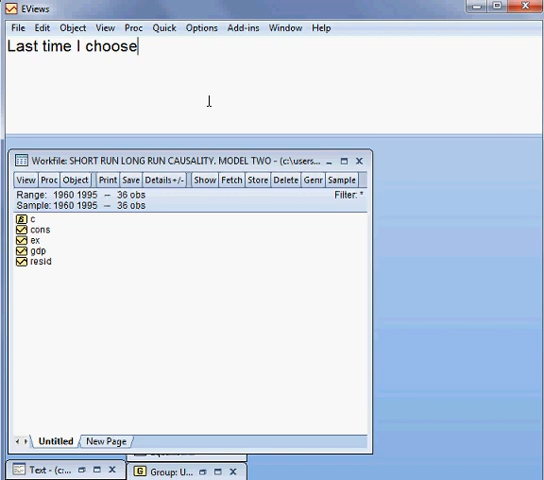 EViews
File Edit Object View Proc Quick Options Add-ins Window Help
Last time I choose
Workfile: SHORT RUN LONG RUN CAUSALITY. MODEL TWO - (c:\users...
View Proc Object Print Save Details+/- Show Fetch Store Delete Genr Sample
Range: 1960 1995 – 36 obs Filter: *
Sample: 1960 1995 – 36 obs
c
cons
ex
gdp
resid
Untitled New Page
Text - (c:... Group: U...